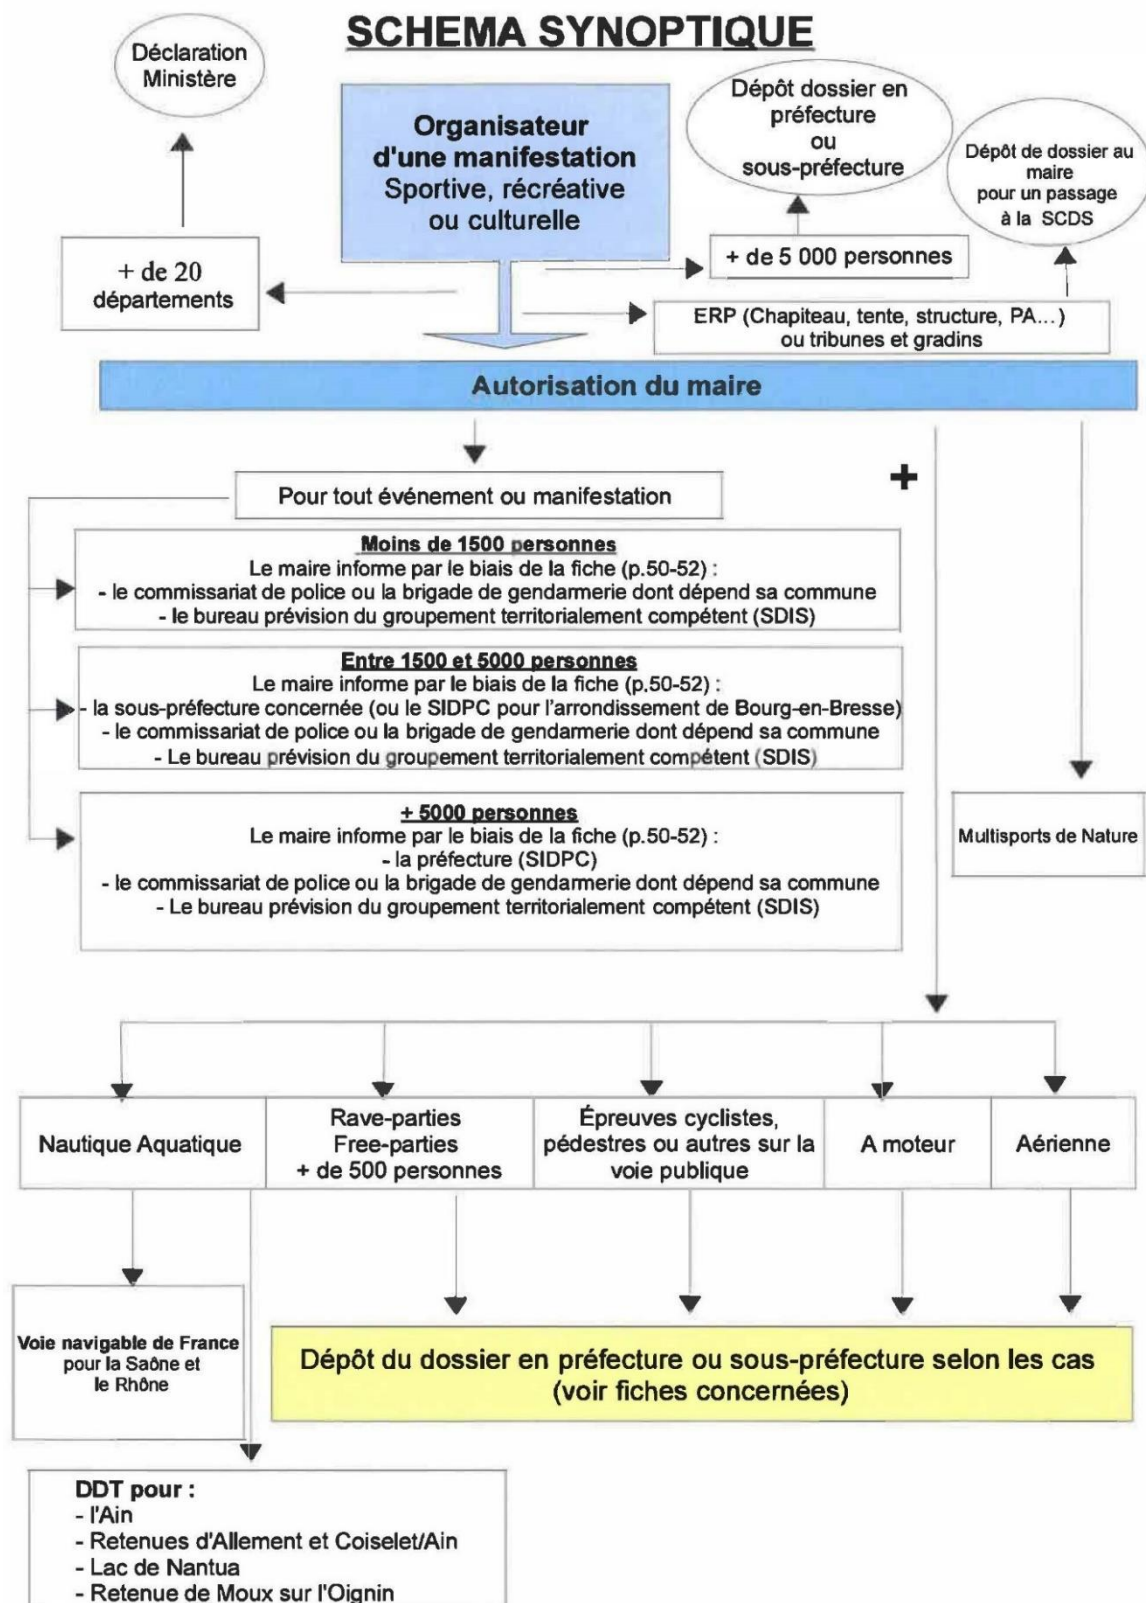 SCHEMA SYNOPTIQUE
Déclaration
Ministère
Organisateur
d'une manifestation
Sportive, récréative
ou culturelle
Dépôt dossier en
préfecture
ou
sous-préfecture
Dépôt de dossier au
maire
pour un passage
à la SCDS
+ de 20
départements
+ de 5 000 personnes
ERP (Chapiteau, tente, structure, PA...)
ou tribunes et gradins
Autorisation du maire
+
Pour tout événement ou manifestation
Moins de 1500 personnes
Le maire informe par le biais de la fiche (p.50-52) :
- le commissariat de police ou la brigade de gendarmerie dont dépend sa commune
- le bureau prévision du groupement territorialement compétent (SDIS)
Entre 1500 et 5000 personnes
Le maire informe par le biais de la fiche (p.50-52) :
- la sous-préfecture concernée (ou le SIDPC pour l'arrondissement de Bourg-en-Bresse)
- le commissariat de police ou la brigade de gendarmerie dont dépend sa commune
- Le bureau prévision du groupement territorialement compétent (SDIS)
+ 5000 personnes
Le maire informe par le biais de la fiche (p.50-52) :
- la préfecture (SIDPC)
- le commissariat de police ou la brigade de gendarmerie dont dépend sa commune
- Le bureau prévision du groupement territorialement compétent (SDIS)
Multisports de Nature
Nautique Aquatique
Rave-parties
Free-parties
+ de 500 personnes
Épreuves cyclistes,
pédestres ou autres sur la
voie publique
A moteur
Aérienne
Voie navigable de France
pour la Saône et
le Rhône
Dépôt du dossier en préfecture ou sous-préfecture selon les cas
(voir fiches concernées)
DDT pour :
- l'Ain
- Retenues d'Allement et Coiselet/Ain
- Lac de Nantua
- Retenue de Moux sur l'Oignin